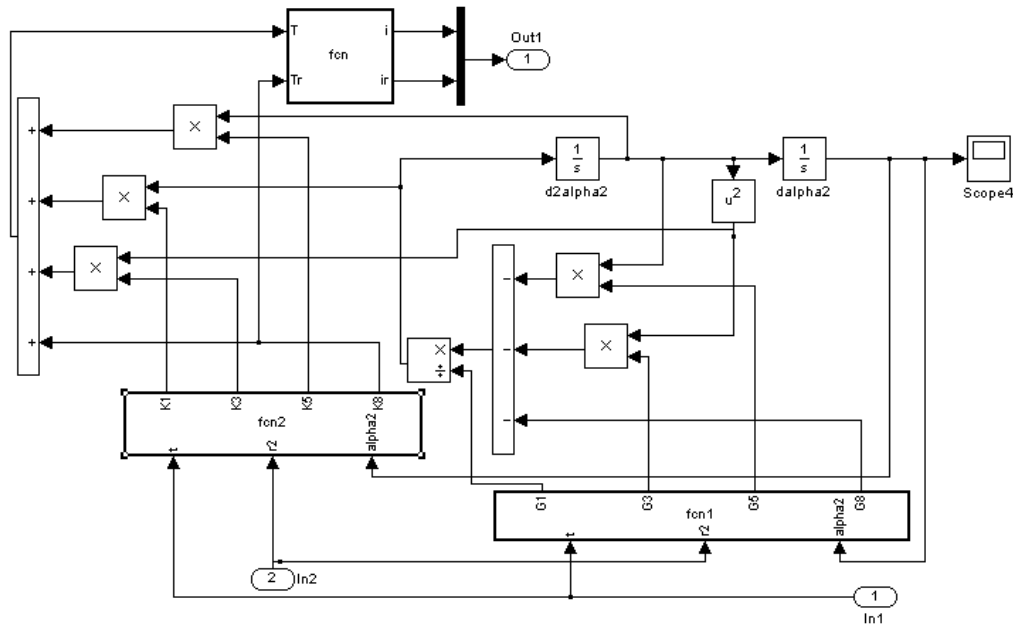 T
i
fcn
Tr
ir
Out1
1
+
×
1
s
d2alpha2
1
s
dalpha2
Scope4
u²
+
×
+
×
−
×
−
×
×
÷
+
−
K1
K3
K5
K8
fcn2
t
r2
alpha2
G1
G3
G5
G8
fcn1
t
r2
alpha2
2
In2
1
In1